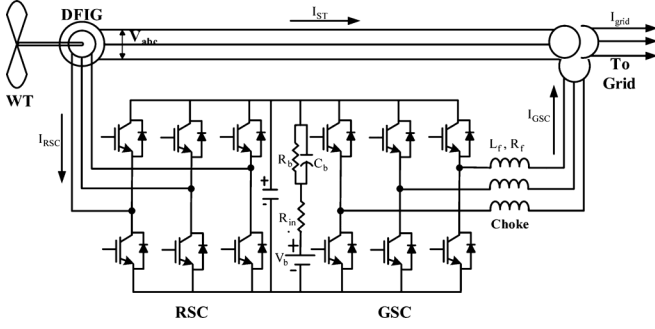 DFIG
I_ST
I_grid
V_abc
WT
To
Grid
I_RSC
I_GSC
R_b
C_b
L_f , R_f
R_in
Choke
V_b
RSC
GSC